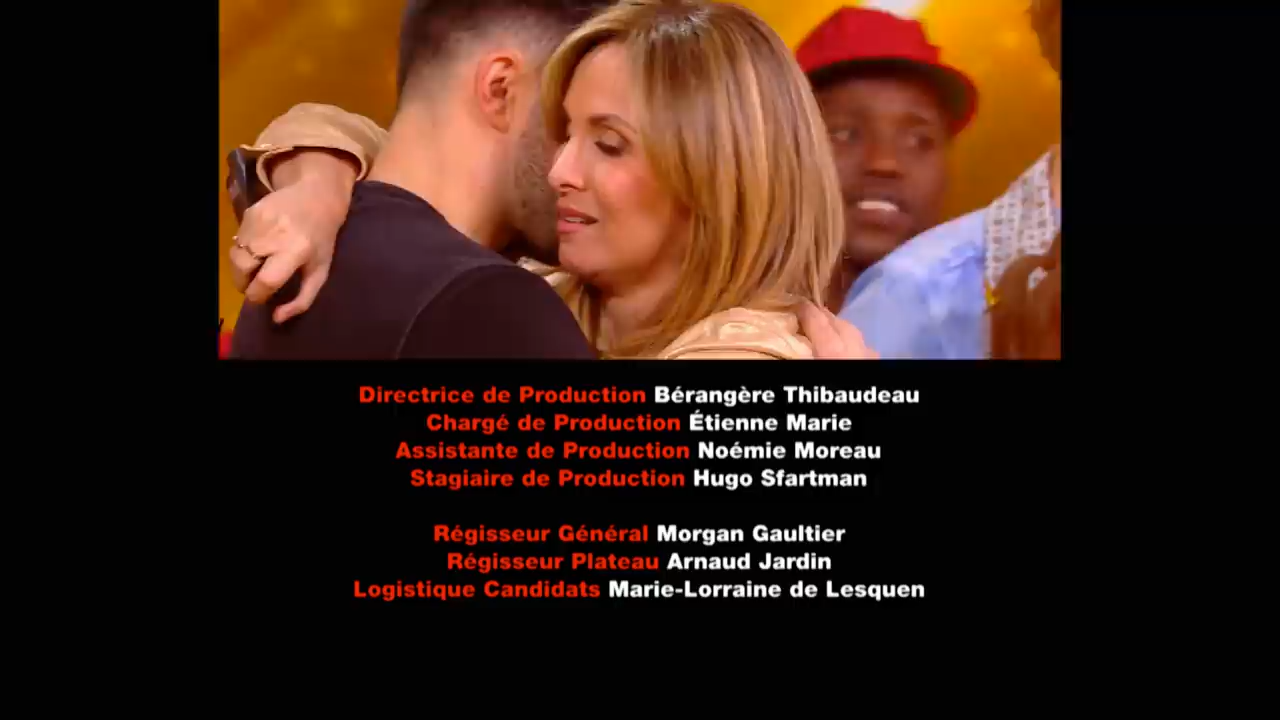 Directrice de Production Bérangère Thibaudeau
Chargé de Production Étienne Marie
Assistante de Production Noémie Moreau
Stagiaire de Production Hugo Sfartman
Régisseur Général Morgan Gaultier
Régisseur Plateau Arnaud Jardin
Logistique Candidats Marie-Lorraine de Lesquen